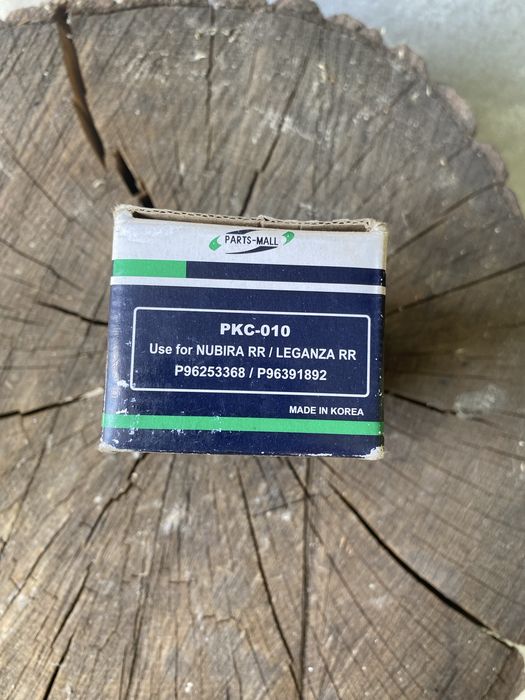 PARTS-MALL
PKC-010
Use for NUBIRA RR / LEGANZA RR
P96253368 / P96391892
MADE IN KOREA